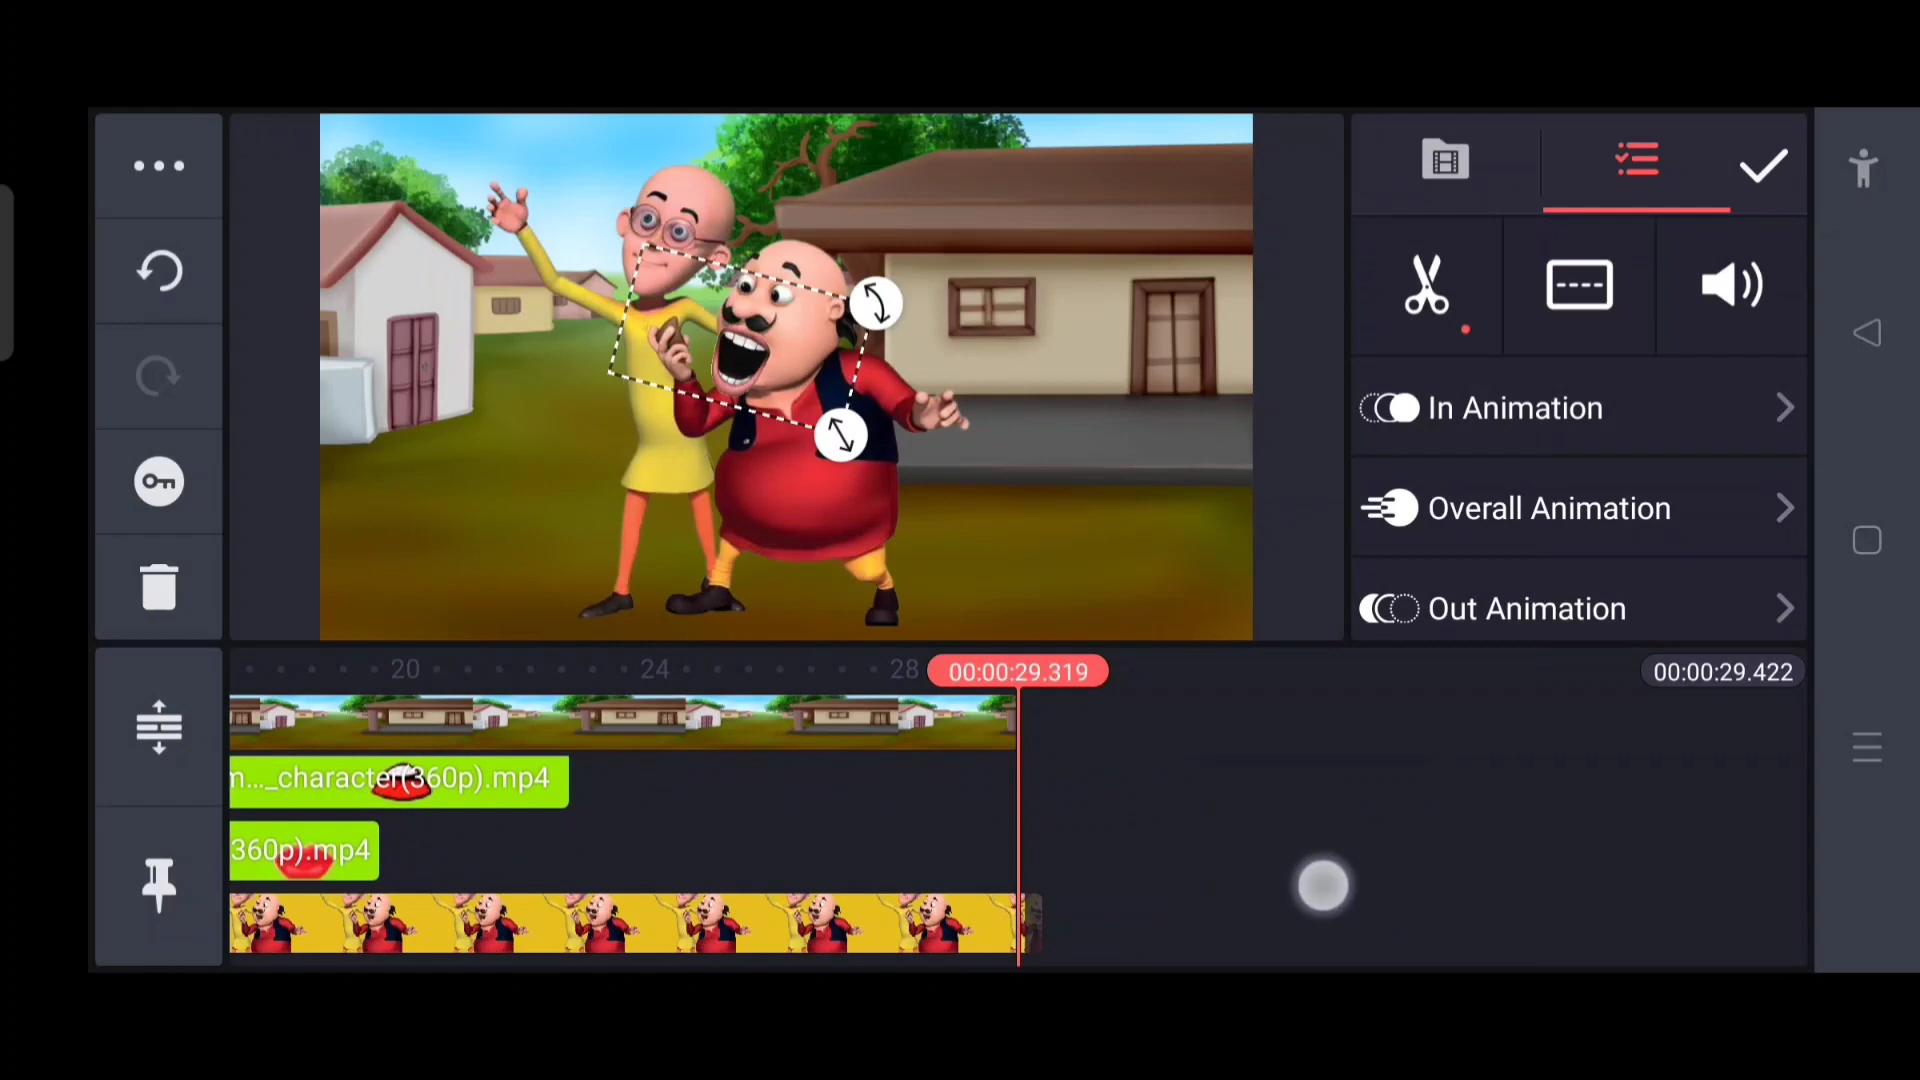 In Animation
Overall Animation
Out Animation
20
24
28
00:00:29.319
00:00:29.422
m..._character(360p).mp4
360p).mp4